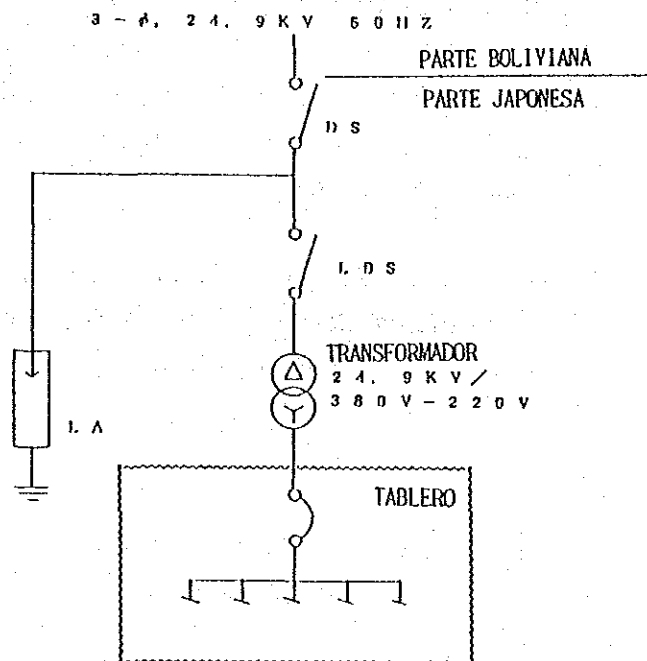 3-φ, 24. 9KV 60HZ
PARTE BOLIVIANA
PARTE JAPONESA
DS
LDS
TRANSFORMADOR
24. 9KV/
380V-220V
LA
TABLERO